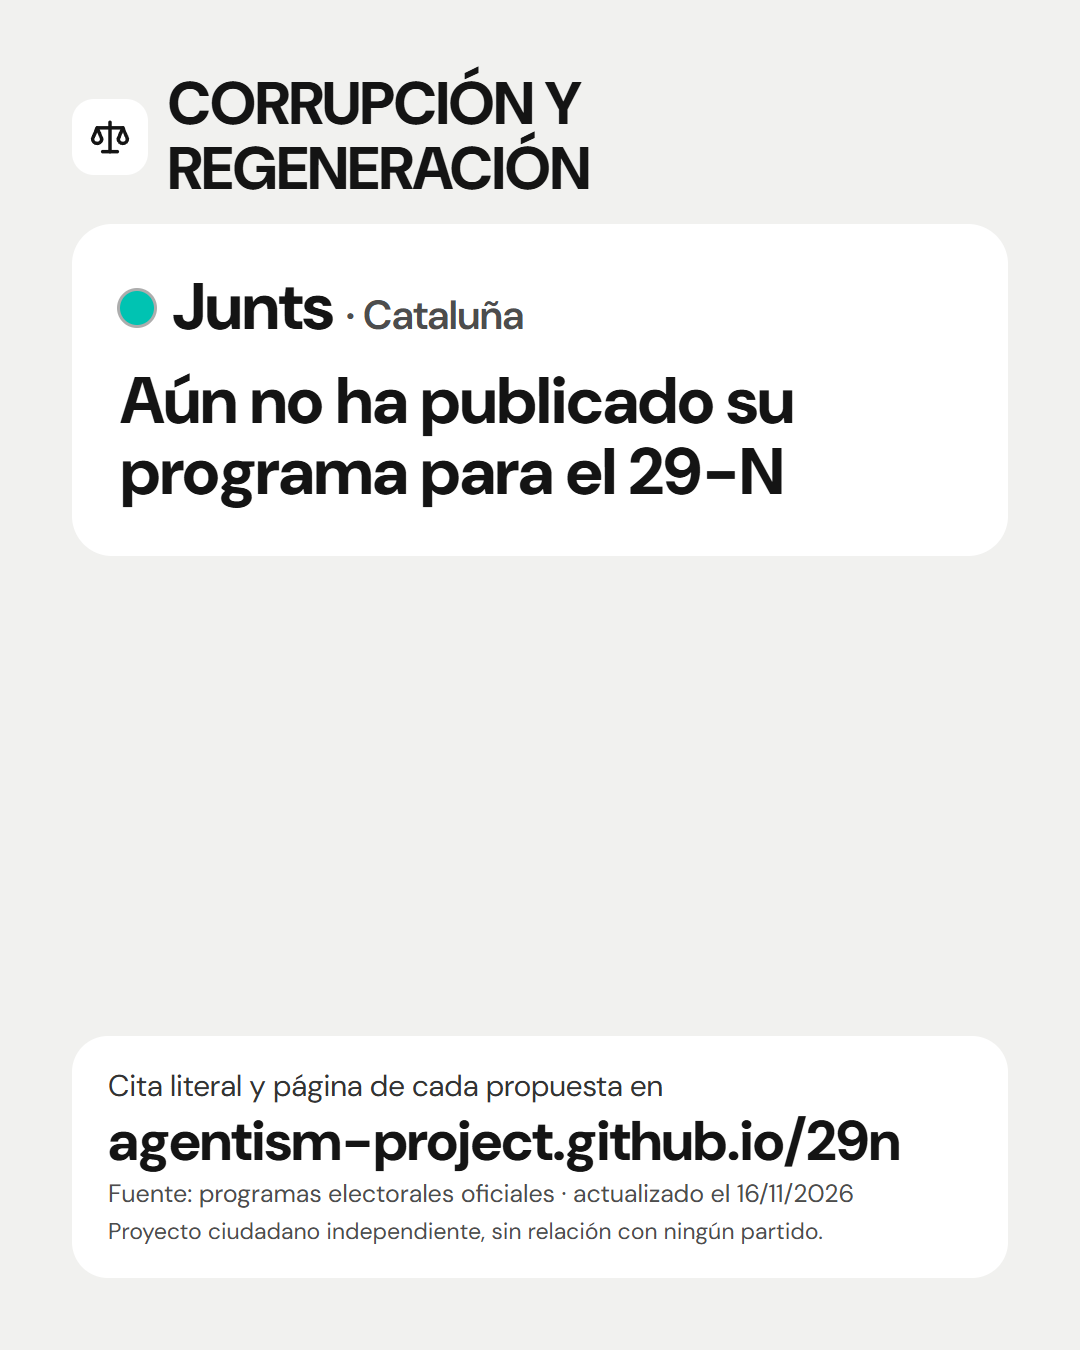 CORRUPCIÓN Y
REGENERACIÓN
Junts · Cataluña
Aún no ha publicado su
programa para el 29-N
Cita literal y página de cada propuesta en
agentism-project.github.io/29n
Fuente: programas electorales oficiales · actualizado el 16/11/2026
Proyecto ciudadano independiente, sin relación con ningún partido.